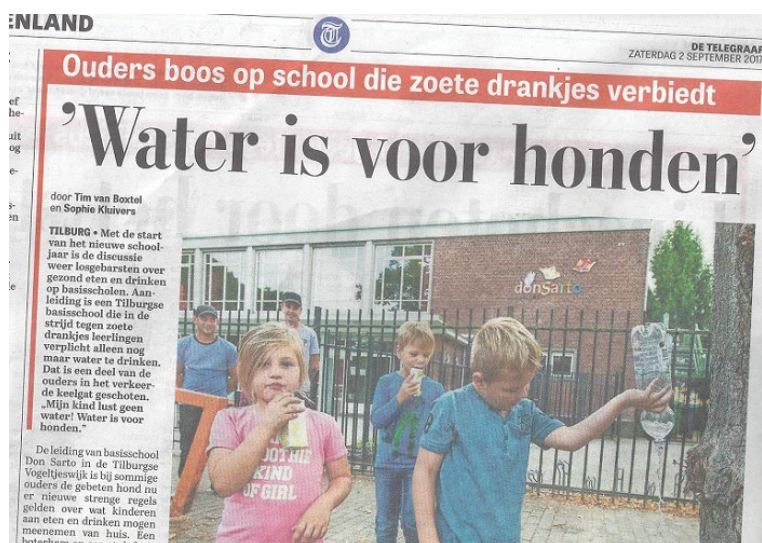 ENLAND
DE TELEGRAAF
ZATERDAG 2 SEPTEMBER 2017
Ouders boos op school die zoete drankjes verbiedt
'Water is voor honden'
door Tim van Boxtel
en Sophie Kluivers
TILBURG • Met de start
van het nieuwe school-
jaar is de discussie
weer losgebarsten over
gezond eten en drinken
op basisscholen. Aan-
leiding is een Tilburgse
basisschool die in de
strijd tegen zoete
drankjes leerlingen
verplicht alleen nog
maar water te drinken.
Dat is een deel van de
ouders in het verkeer-
de keelgat geschoten.
„Mijn kind lust geen
water! Water is voor
honden.”
De leiding van basisschool
Don Sarto in de Tilburgse
Vogeltjeswijk is bij sommige
ouders de gebeten hond nu
er nieuwe strenge regels
gelden over wat kinderen
aan eten en drinken mogen
meenemen van huis. Een
donsarto
KIND
OF GIRL